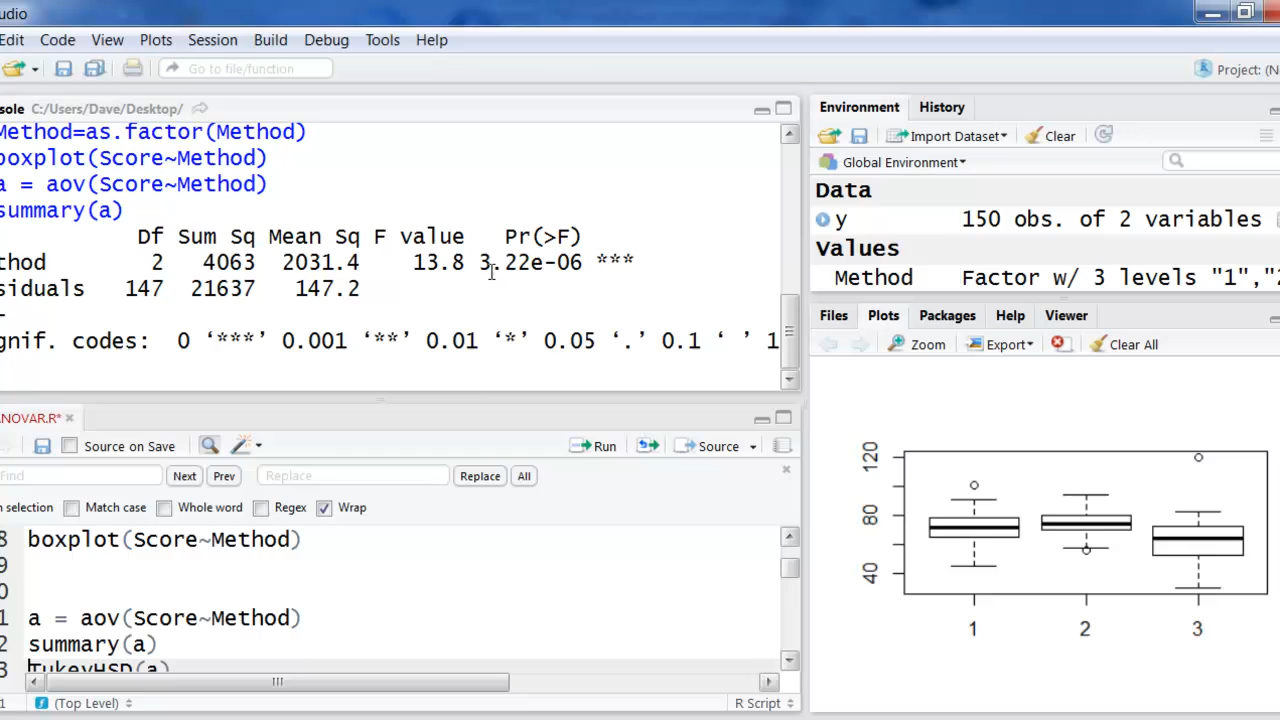 udio
Edit Code View Plots Session Build Debug Tools Help
Go to file/function
Project: (N
sole C:/Users/Dave/Desktop/
Method=as.factor(Method)
boxplot(Score~Method)
a = aov(Score~Method)
summary(a)
Df Sum Sq Mean Sq F value Pr(>F)
thod 2 4063 2031.4 13.8 3.22e-06 ***
siduals 147 21637 147.2
-
gnif. codes: 0 ‘***’ 0.001 ‘**’ 0.01 ‘*’ 0.05 ‘.’ 0.1 ‘ ’ 1
NOVAR.R*
Source on Save
Run
Source
Find
Next
Prev
Replace
Replace
All
n selection
Match case
Whole word
Regex
Wrap
8 boxplot(Score~Method)
9
0
1 a = aov(Score~Method)
2 summary(a)
3 TukeyHSD(a)
1 (Top Level)
R Script
Environment History
Import Dataset
Clear
Global Environment
Data
y 150 obs. of 2 variables
Values
Method Factor w/ 3 levels "1","2
Files Plots Packages Help Viewer
Zoom
Export
Clear All
120
80
40
1 2 3